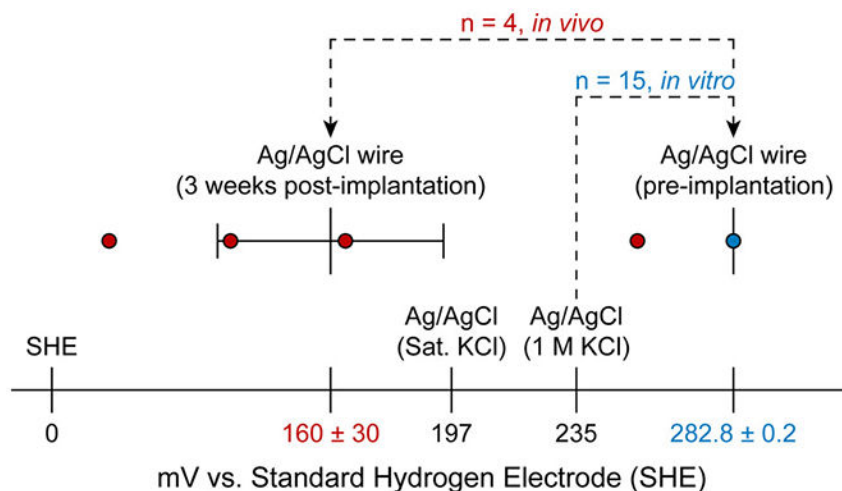 n = 4, in vivo
n = 15, in vitro
Ag/AgCl wire
(3 weeks post-implantation)
Ag/AgCl wire
(pre-implantation)
SHE
Ag/AgCl
(Sat. KCl)
Ag/AgCl
(1 M KCl)
0
160 ± 30
197
235
282.8 ± 0.2
mV vs. Standard Hydrogen Electrode (SHE)